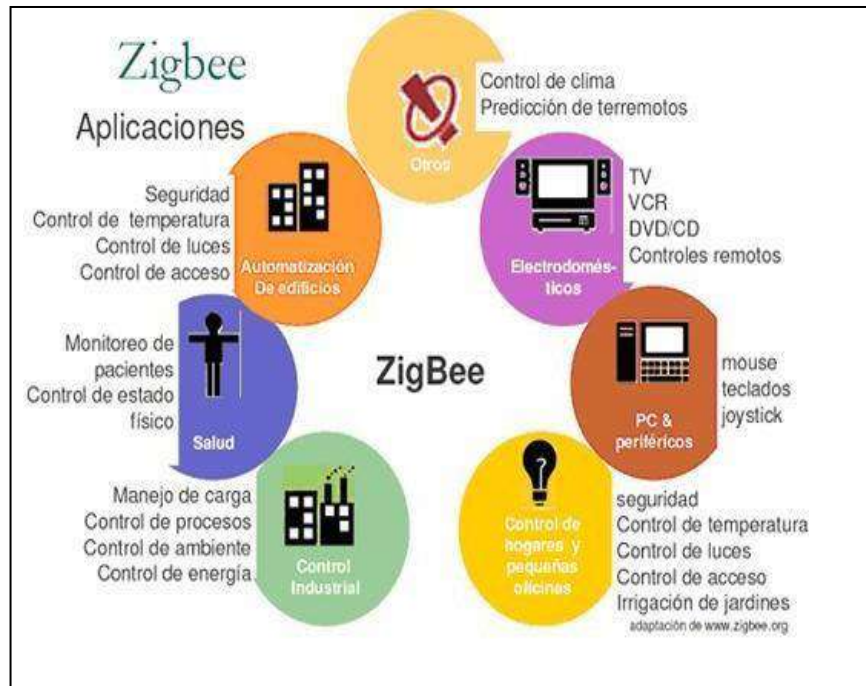 Zigbee
Aplicaciones
Control de clima
Predicción de terremotos
Otros
TV
VCR
DVD/CD
Controles remotos
Electrodomés-
ticos
mouse
teclados
joystick
PC &
periféricos
seguridad
Control de temperatura
Control de luces
Control de acceso
Irrigación de jardines
adaptación de www.zigbee.org
Control de
hogares y
pequeñas
oficines
Manejo de carga
Control de procesos
Control de ambiente
Control de energía
Control
Industrial
Monitoreo de
pacientes
Control de estado
físico
Salud
Seguridad
Control de temperatura
Control de luces
Control de acceso
Automatización
De edificios
ZigBee